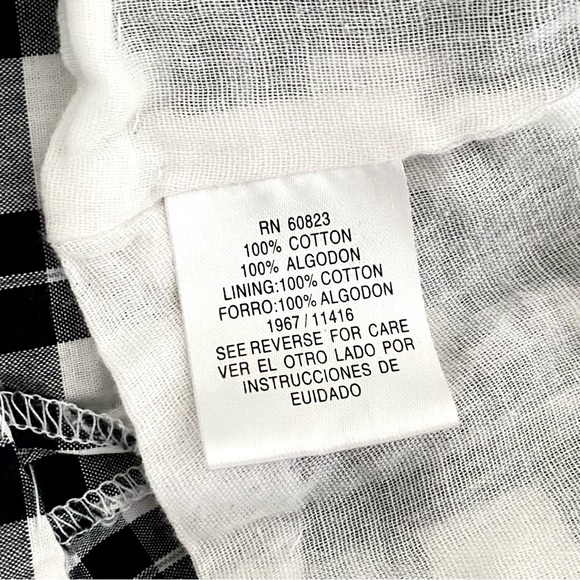 RN 60823
100% COTTON
100% ALGODON
LINING:100% COTTON
FORRO:100% ALGODON
1967/11416
SEE REVERSE FOR CARE
VER EL OTRO LADO POR
INSTRUCCIONES DE
EUIDADO